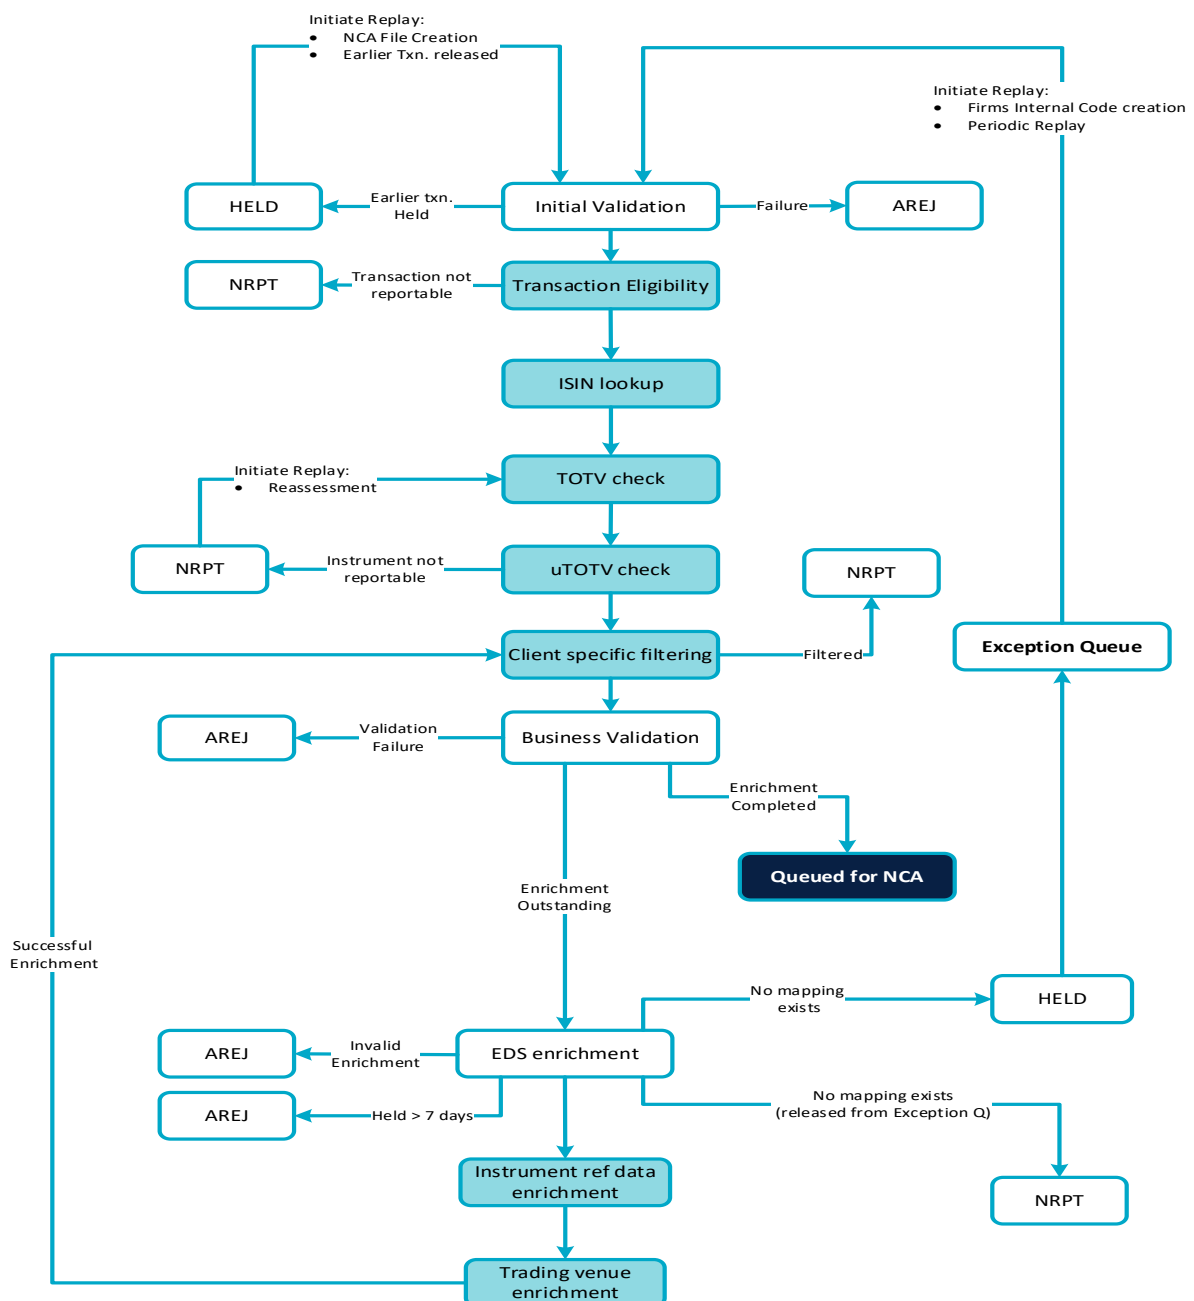 Initiate Replay:
• NCA File Creation
• Earlier Txn. released
Initiate Replay:
• Firms Internal Code creation
• Periodic Replay
HELD
Earlier txn.
Held
Initial Validation
Failure
AREJ
NRPT
Transaction not
reportable
Transaction Eligibility
ISIN lookup
Initiate Replay:
• Reassessment
TOTV check
NRPT
Instrument not
reportable
uTOTV check
NRPT
Client specific filtering
Filtered
Exception Queue
AREJ
Validation
Failure
Business Validation
Enrichment
Completed
Queued for NCA
Enrichment
Outstanding
Successful
Enrichment
No mapping
exists
HELD
AREJ
Invalid
Enrichment
EDS enrichment
AREJ
Held > 7 days
No mapping exists
(released from Exception Q)
Instrument ref data
enrichment
NRPT
Trading venue
enrichment